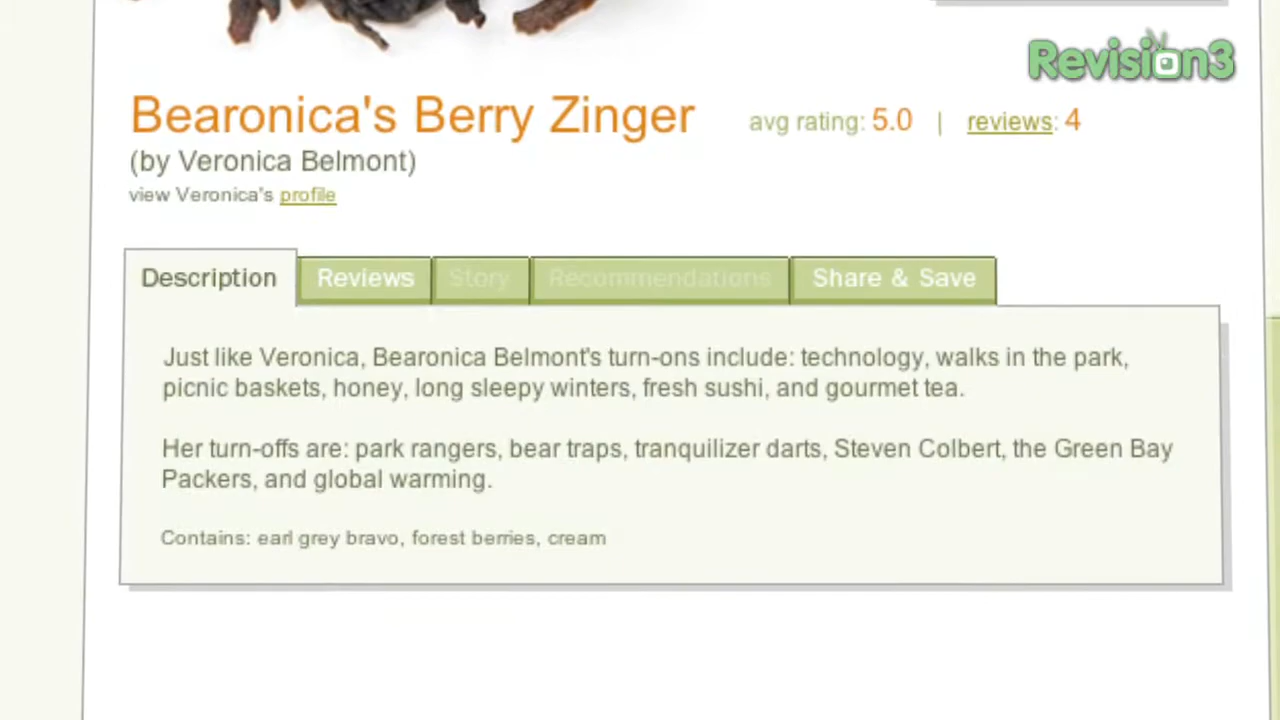 Revision3
Bearonica's Berry Zinger
avg rating: 5.0 | reviews: 4
(by Veronica Belmont)
view Veronica's profile
Description Reviews Story Recommendations Share & Save
Just like Veronica, Bearonica Belmont's turn-ons include: technology, walks in the park,
picnic baskets, honey, long sleepy winters, fresh sushi, and gourmet tea.
Her turn-offs are: park rangers, bear traps, tranquilizer darts, Steven Colbert, the Green Bay
Packers, and global warming.
Contains: earl grey bravo, forest berries, cream